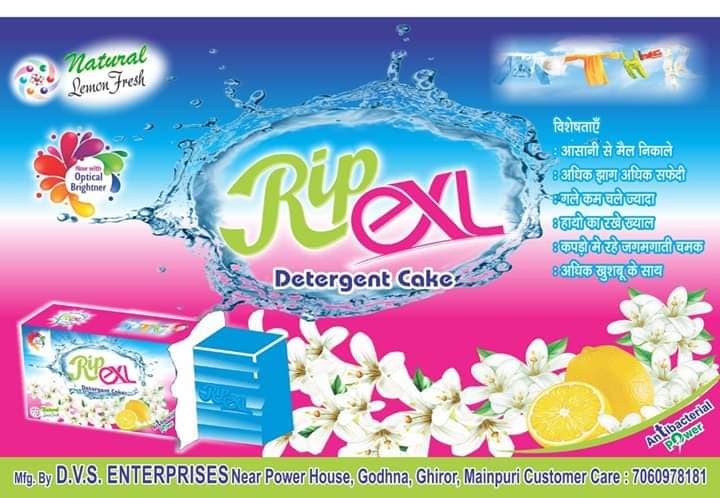 Natural
Lemon Fresh
Now with
Optical
Brightner
Rip
EXL
Detergent Cake
विशेषताएँ
: आसांनी से मैल निकाले
: अधिक झाग अधिक सफेदी
: गले कम चले ज्यादा
: हाथो का रखे ख्याल
: कपड़ो मे रहे जगमगाती चमक
: अधिक खुशबू के साथ
Rip
EXL
Detergent Cake
Natural
Antibacterial
Power
Mfg. By D.V.S. ENTERPRISES Near Power House, Godhna, Ghiror, Mainpuri Customer Care : 7060978181